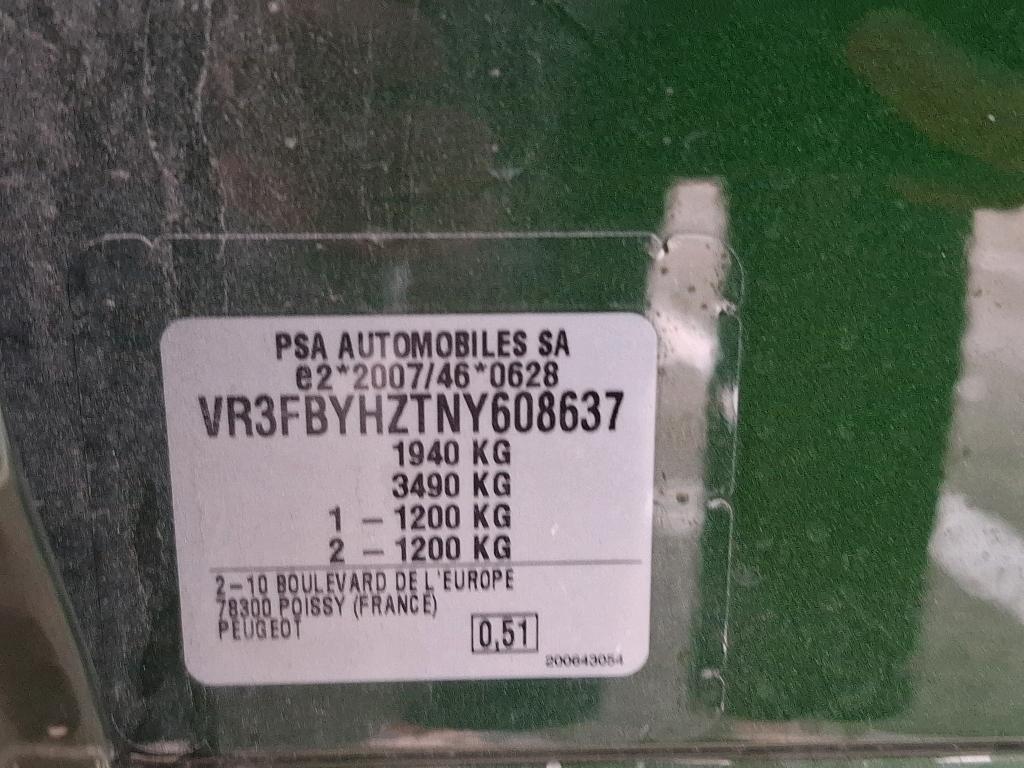 PSA AUTOMOBILES SA
e2*2007/46*0628
VR3FBYHZTNY608637
1940 KG
3490 KG
1 – 1200 KG
2 – 1200 KG
2–10 BOULEVARD DE L'EUROPE
78300 POISSY (FRANCE)
PEUGEOT
0,51
200643054